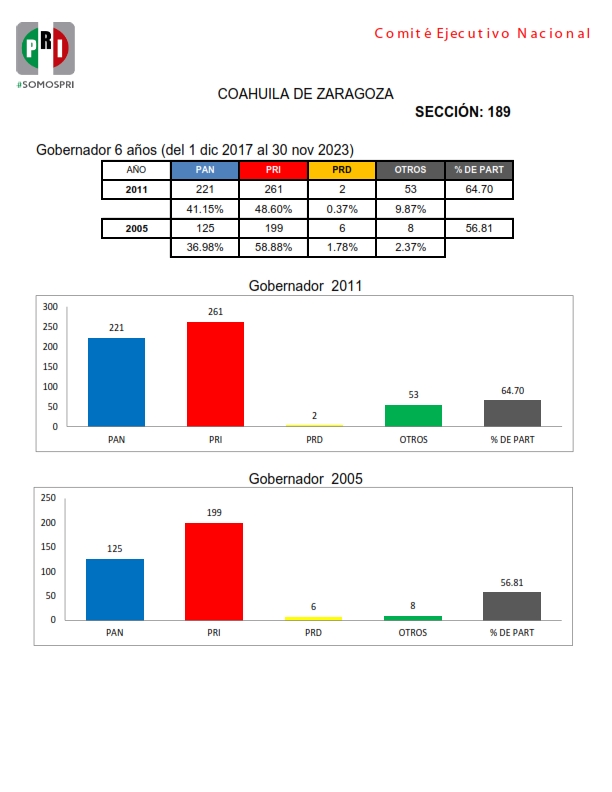 PRI
#SOMOSPRI
Comité Ejecutivo Nacional
COAHUILA DE ZARAGOZA
SECCIÓN: 189
Gobernador 6 años (del 1 dic 2017 al 30 nov 2023)
AÑO PAN PRI PRD OTROS % DE PART
2011 221 261 2 53 64.70
41.15% 48.60% 0.37% 9.87%
2005 125 199 6 8 56.81
36.98% 58.88% 1.78% 2.37%
Gobernador 2011
300
250
200
150
100
50
0
221
261
2
53
64.70
PAN PRI PRD OTROS % DE PART
Gobernador 2005
250
200
150
100
50
0
125
199
6
8
56.81
PAN PRI PRD OTROS % DE PART